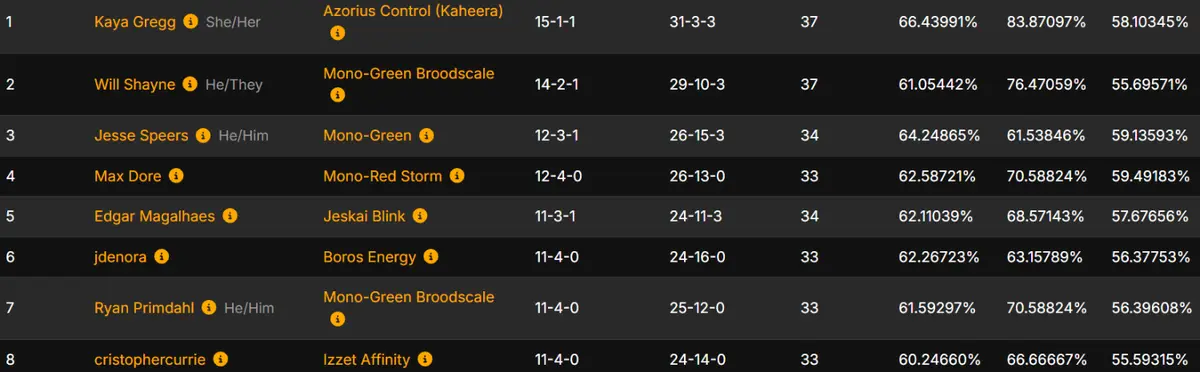 1 Kaya Gregg She/Her Azorius Control (Kaheera) 15-1-1 31-3-3 37 66.43991% 83.87097% 58.10345%
2 Will Shayne He/They Mono-Green Broodscale 14-2-1 29-10-3 37 61.05442% 76.47059% 55.69571%
3 Jesse Speers He/Him Mono-Green 12-3-1 26-15-3 34 64.24865% 61.53846% 59.13593%
4 Max Dore Mono-Red Storm 12-4-0 26-13-0 33 62.58721% 70.58824% 59.49183%
5 Edgar Magalhaes Jeskai Blink 11-3-1 24-11-3 34 62.11039% 68.57143% 57.67656%
6 jdenora Boros Energy 11-4-0 24-16-0 33 62.26723% 63.15789% 56.37753%
7 Ryan Primdahl He/Him Mono-Green Broodscale 11-4-0 25-12-0 33 61.59297% 70.58824% 56.39608%
8 cristophercurrie Izzet Affinity 11-4-0 24-14-0 33 60.24660% 66.66667% 55.59315%